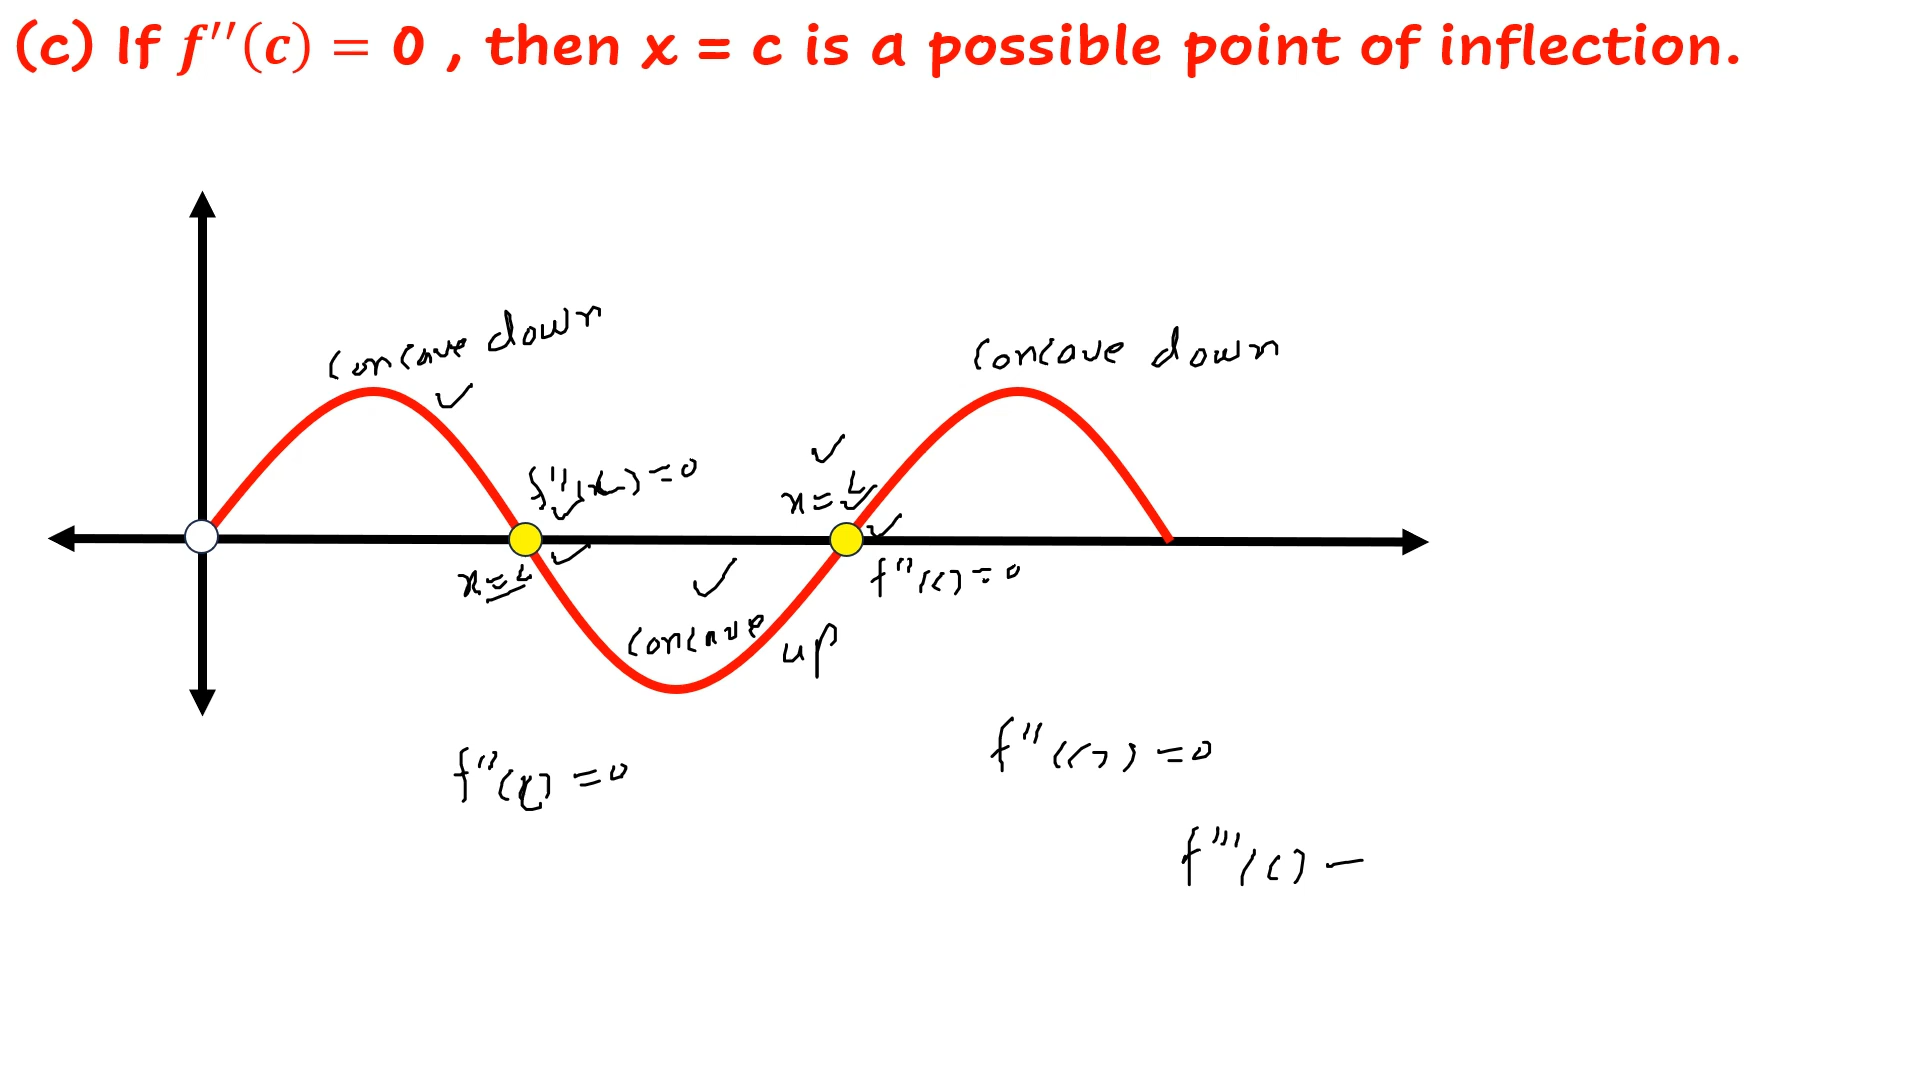 (c) If f''(c) = 0 , then x = c is a possible point of inflection.
concave down
concave down
f''(c) = 0
x = c
x = c
f''(c) = 0
concave up
f''(c) = 0
f''(c) = 0
f'''(c) -